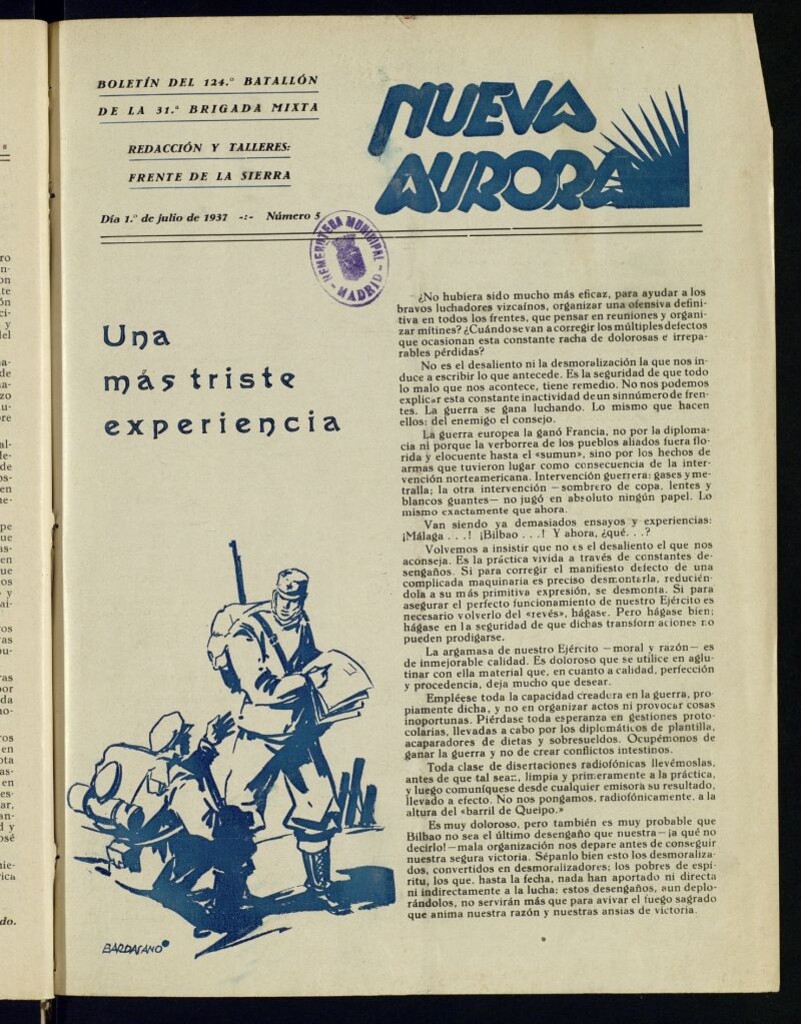 BOLETÍN DEL 124.º BATALLÓN
DE LA 31.ª BRIGADA MIXTA
REDACCIÓN Y TALLERES:
FRENTE DE LA SIERRA
Día 1.º de julio de 1937 -:- Número 5
NUEVA
AURORA
HEMEROTECA MUNICIPAL
MADRID
Una
más triste
experiencia
¿No hubiera sido mucho más eficaz, para ayudar a los
bravos luchadores vizcaínos, organizar una ofensiva defini-
tiva en todos los frentes, que pensar en reuniones y organi-
zar mítines? ¿Cuándo se van a corregir los múltiples defectos
que ocasionan esta constante racha de dolorosas e irrepa-
rables pérdidas?
No es el desaliento ni la desmoralización la que nos in-
duce a escribir lo que antecede. Es la seguridad de que todo
lo malo que nos acontece, tiene remedio. No nos podemos
explicar esta constante inactividad de un sinnúmero de fren-
tes. La guerra se gana luchando. Lo mismo que hacen
ellos: del enemigo el consejo.
La guerra europea la ganó Francia, no por la diploma-
cia ni porque la verborrea de los pueblos aliados fuera flo-
rida y elocuente hasta el «sumun», sino por los hechos de
armas que tuvieron lugar como consecuencia de la inter-
vención norteamericana. Intervención guerrera: gases y me-
tralla; la otra intervención —sombrero de copa, lentes y
blancos guantes— no jugó en absoluto ningún papel. Lo
mismo exactamente que ahora.
Van siendo ya demasiados ensayos y experiencias:
¡Málaga . . .! ¡Bilbao . . .! Y ahora, ¿qué. . .?
Volvemos a insistir que no es el desaliento el que nos
aconseja. Es la práctica vivida a través de constantes de-
sengaños. Si para corregir el manifiesto defecto de una
complicada maquinaria es preciso desmontarla, reducién-
dola a su más primitiva expresión, se desmonta. Si para
asegurar el perfecto funcionamiento de nuestro Ejército es
necesario volverlo del «revés», hágase. Pero hágase bien;
hágase en la seguridad de que dichas transformaciones no
pueden prodigarse.
La argamasa de nuestro Ejército —moral y razón— es
de inmejorable calidad. Es doloroso que se utilice en aglu-
tinar con ella material que, en cuanto a calidad, perfección
y procedencia, deja mucho que desear.
Empléese toda la capacidad creadora en la guerra, pro-
piamente dicha, y no en organizar actos ni provocar cosas
inoportunas. Piérdase toda esperanza en gestiones proto-
colarias, llevadas a cabo por los diplomáticos de plantilla,
acaparadores de dietas y sobresueldos. Ocupémonos de
ganar la guerra y no de crear conflictos intestinos.
Toda clase de disertaciones radiofónicas llevémoslas,
antes de que tal sean, limpia y primeramente a la práctica,
y luego comuníquese desde cualquier emisora su resultado,
llevado a efecto. No nos pongamos, radiofónicamente, a la
altura del «barril de Queipo.»
Es muy doloroso, pero también es muy probable que
Bilbao no sea el último desengaño que nuestra— ¡a qué no
decirlo!—mala organización nos depare antes de conseguir
nuestra segura victoria. Sépanlo bien esto los desmoraliza-
dos, convertidos en desmoralizadores; los pobres de espí-
ritu, los que, hasta la fecha, nada han aportado ni directa
ni indirectamente a la lucha; estos desengaños, aun deplo-
rándolos, no servirán más que para avivar el fuego sagrado
que anima nuestra razón y nuestras ansias de victoria.
BARDASANO